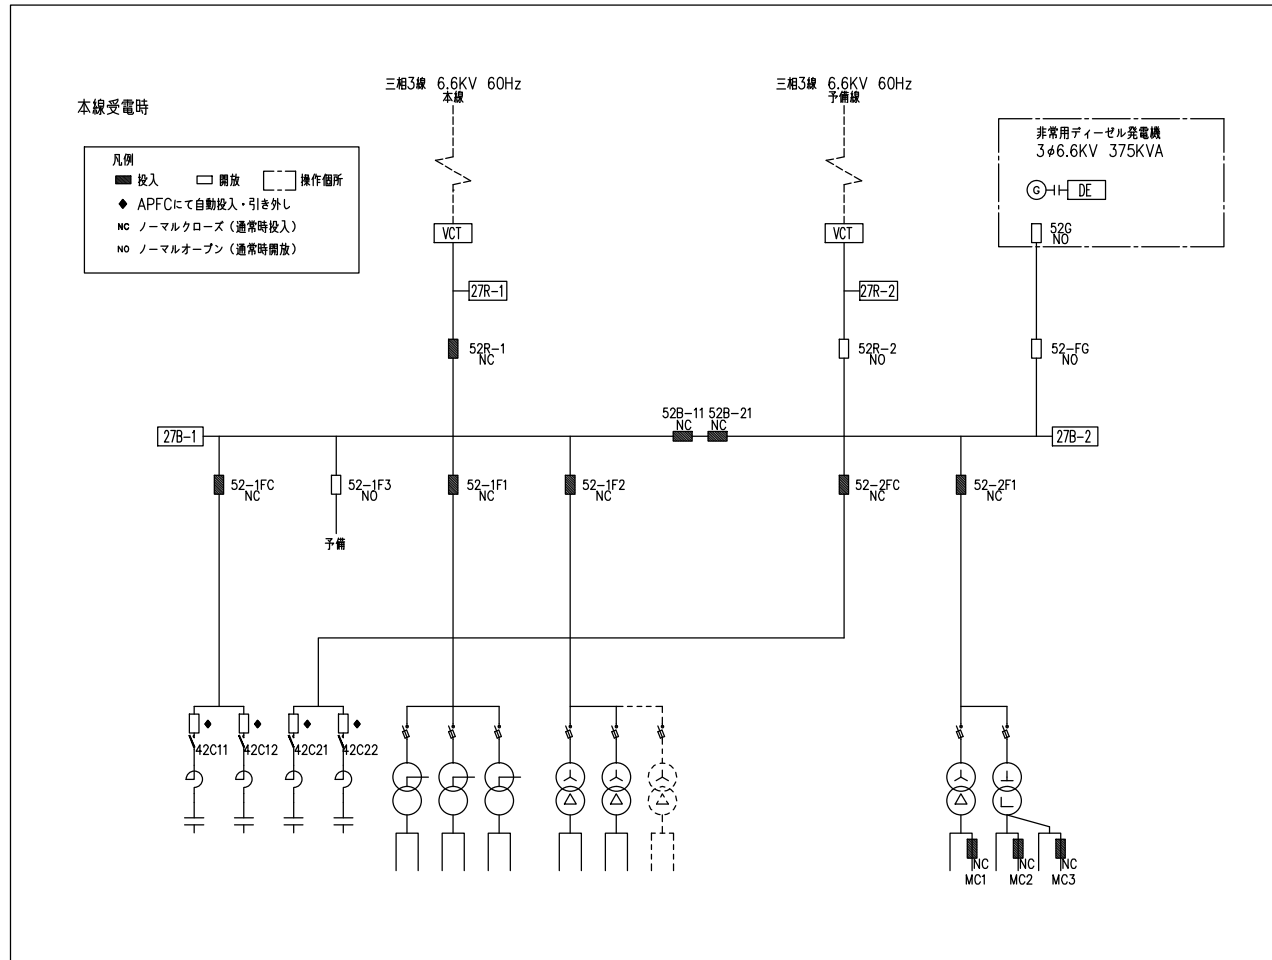 三相3線 6.6KV 60Hz
本線
三相3線 6.6KV 60Hz
予備線
本線受電時
非常用ディーゼル発電機
3φ6.6KV 375KVA
G
DE
52G
NO
凡例
投入
開放
操作個所
APFCにて自動投入・引き外し
NC ノーマルクローズ（通常時投入）
NO ノーマルオープン（通常時開放）
VCT
VCT
27R-1
27R-2
52R-1
NC
52R-2
NO
52-FG
NO
52B-11
NC
52B-21
NC
27B-1
27B-2
52-1FC
NC
52-1F3
NO
52-1F1
NC
52-1F2
NC
52-2FC
NC
52-2F1
NC
予備
42C11
42C12
42C21
42C22
NC
MC1
NC
MC2
NC
MC3